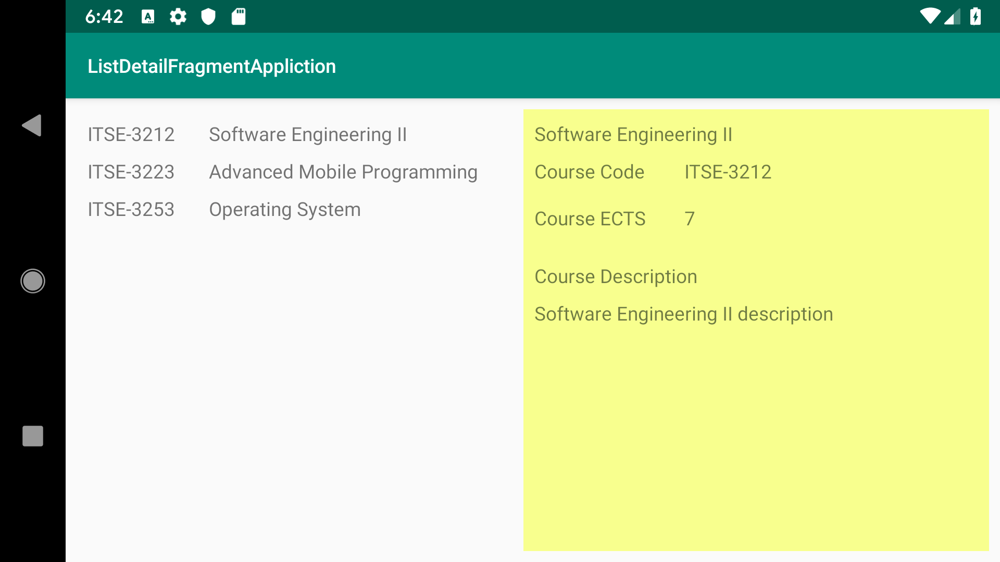 6:42
ListDetailFragmentAppliction
ITSE-3212 Software Engineering II
ITSE-3223 Advanced Mobile Programming
ITSE-3253 Operating System
Software Engineering II
Course Code ITSE-3212
Course ECTS 7
Course Description
Software Engineering II description